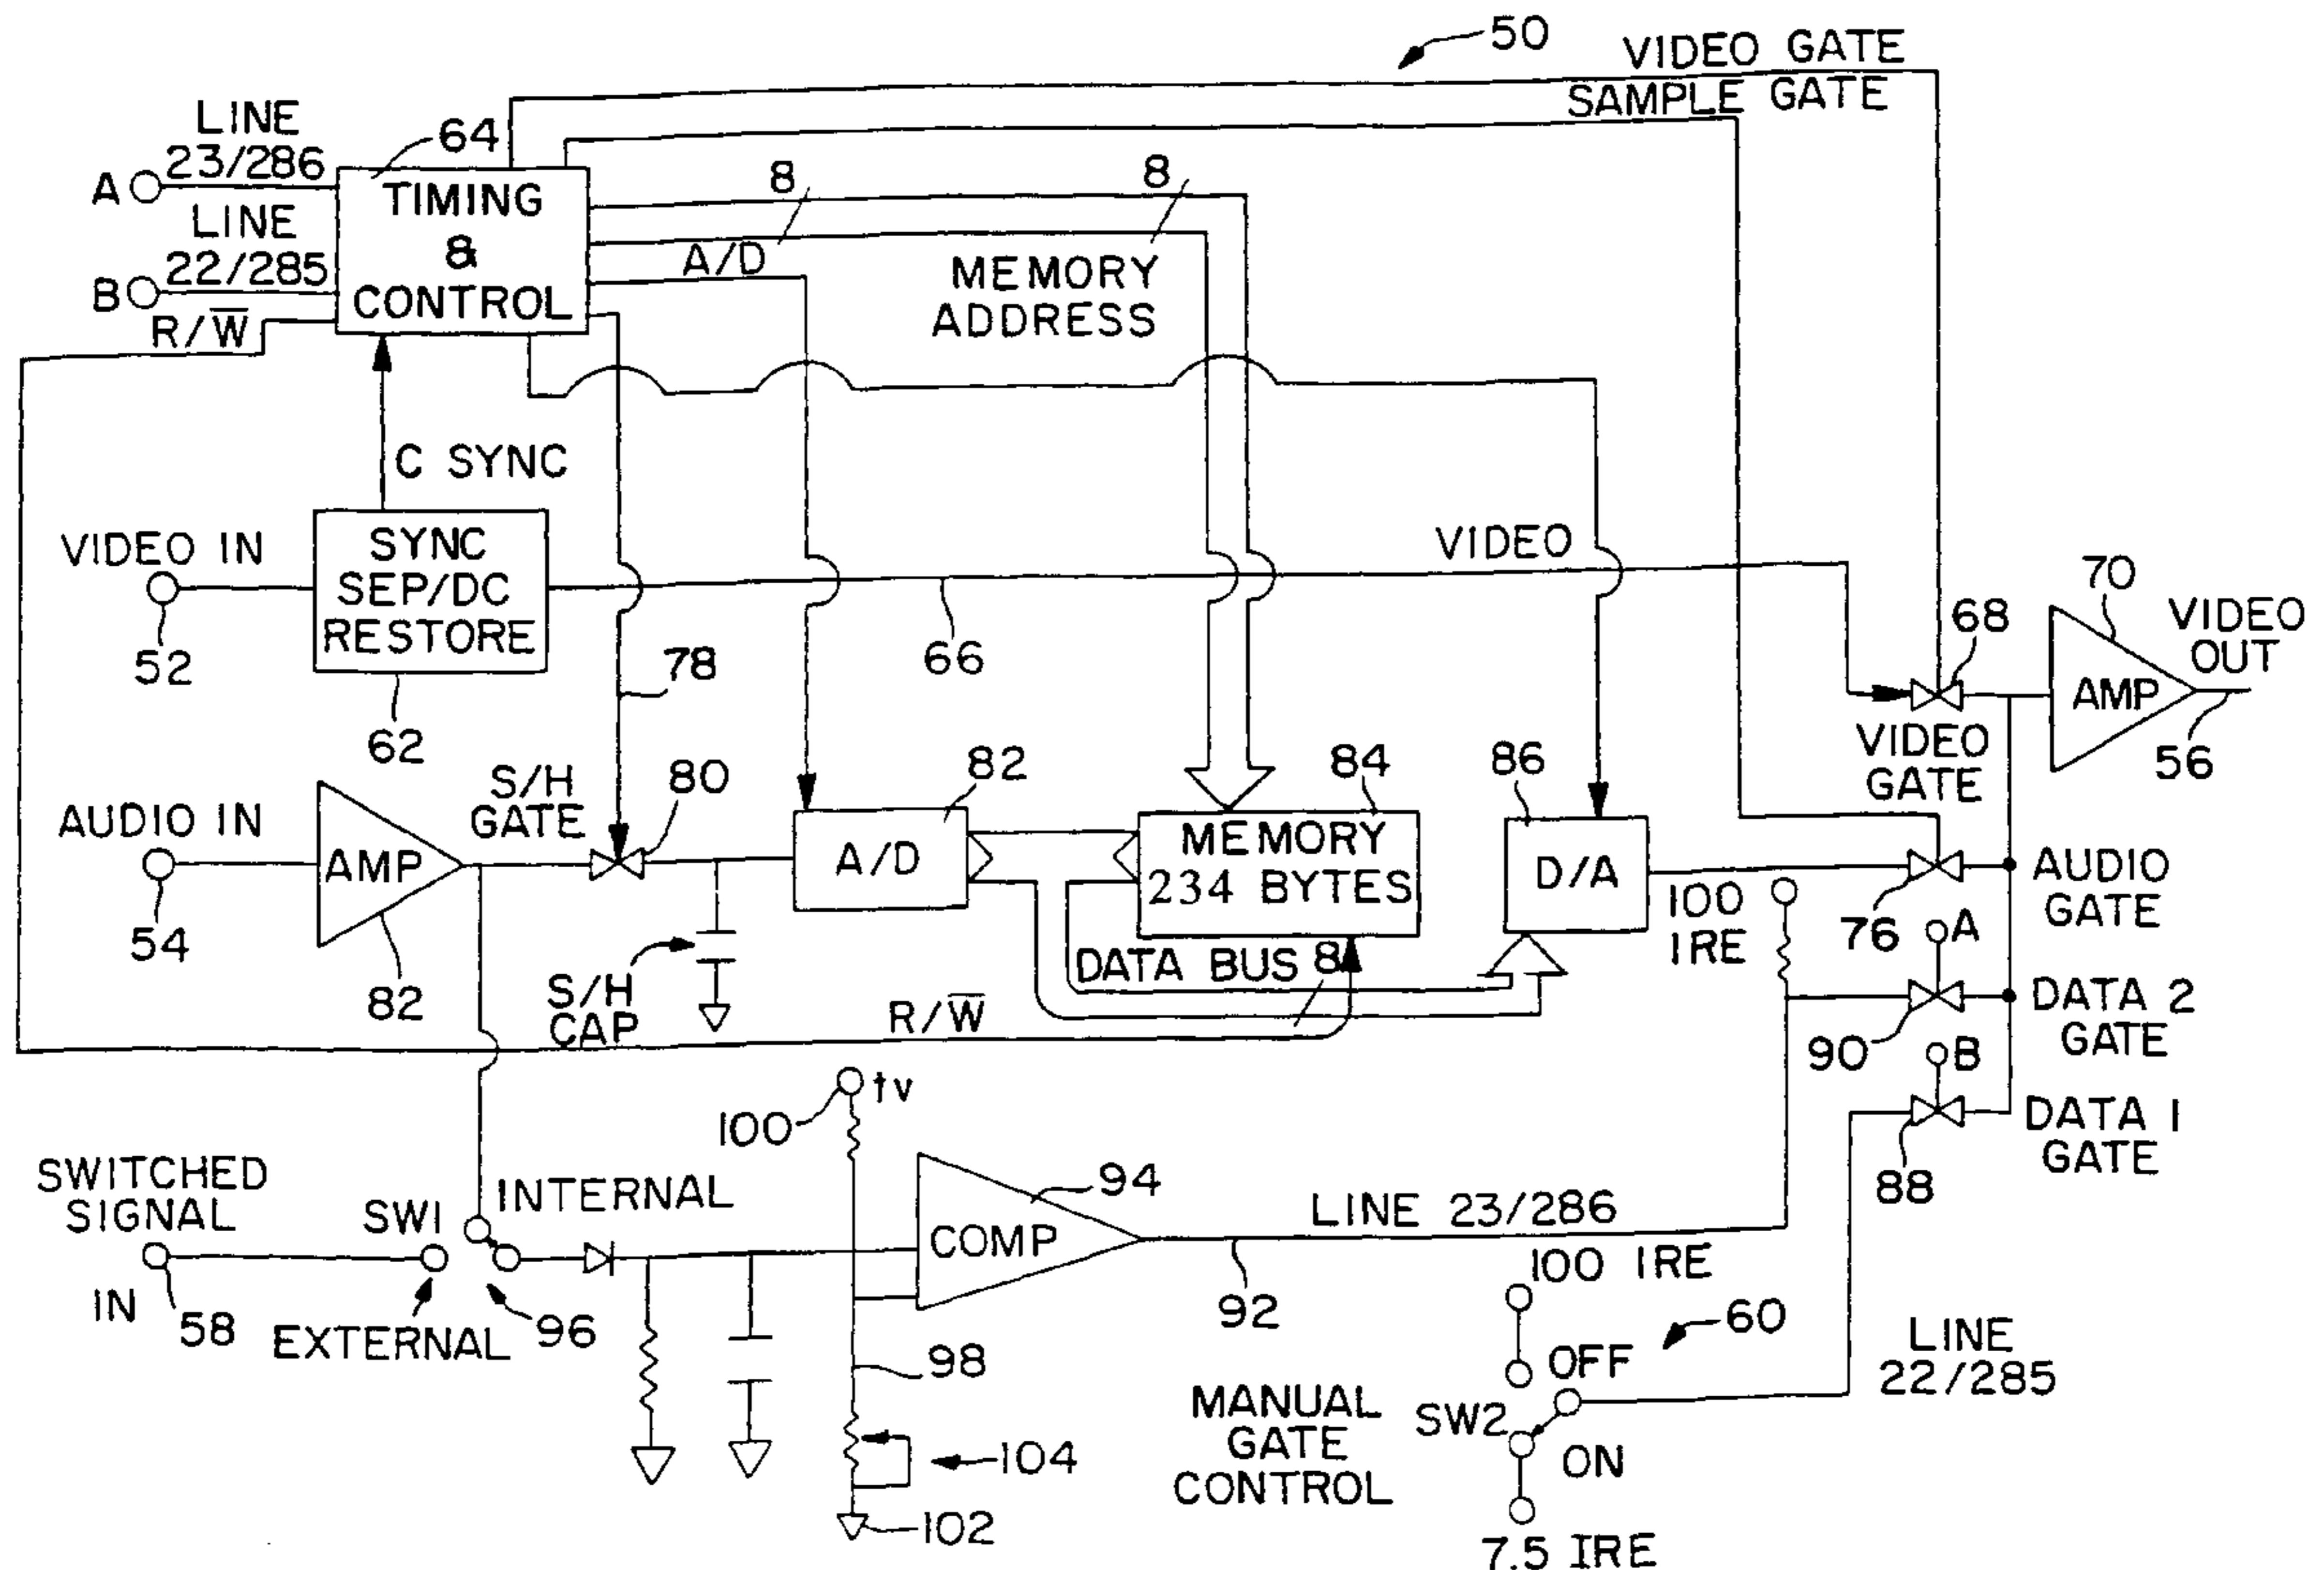 50
VIDEO GATE
SAMPLE GATE
LINE
23/286
A
64
TIMING
&
CONTROL
8
8
LINE
22/285
B
R/W̅
A/D
MEMORY
ADDRESS
C SYNC
VIDEO IN
52
SYNC
SEP/DC
RESTORE
62
VIDEO
66
78
68
70
AMP
VIDEO
OUT
56
VIDEO
GATE
AUDIO IN
54
AMP
82
S/H
GATE
80
S/H
CAP
82
A/D
84
MEMORY
234 BYTES
DATA BUS 8
86
D/A
100
IRE
76
AUDIO
GATE
A
90
DATA 2
GATE
B
88
DATA 1
GATE
R/W̅
100
tv
SWITCHED
SIGNAL
IN
58
SW1
INTERNAL
EXTERNAL
96
94
COMP
98
104
102
LINE 23/286
92
100 IRE
60
OFF
SW2
ON
MANUAL
GATE
CONTROL
7.5 IRE
LINE
22/285